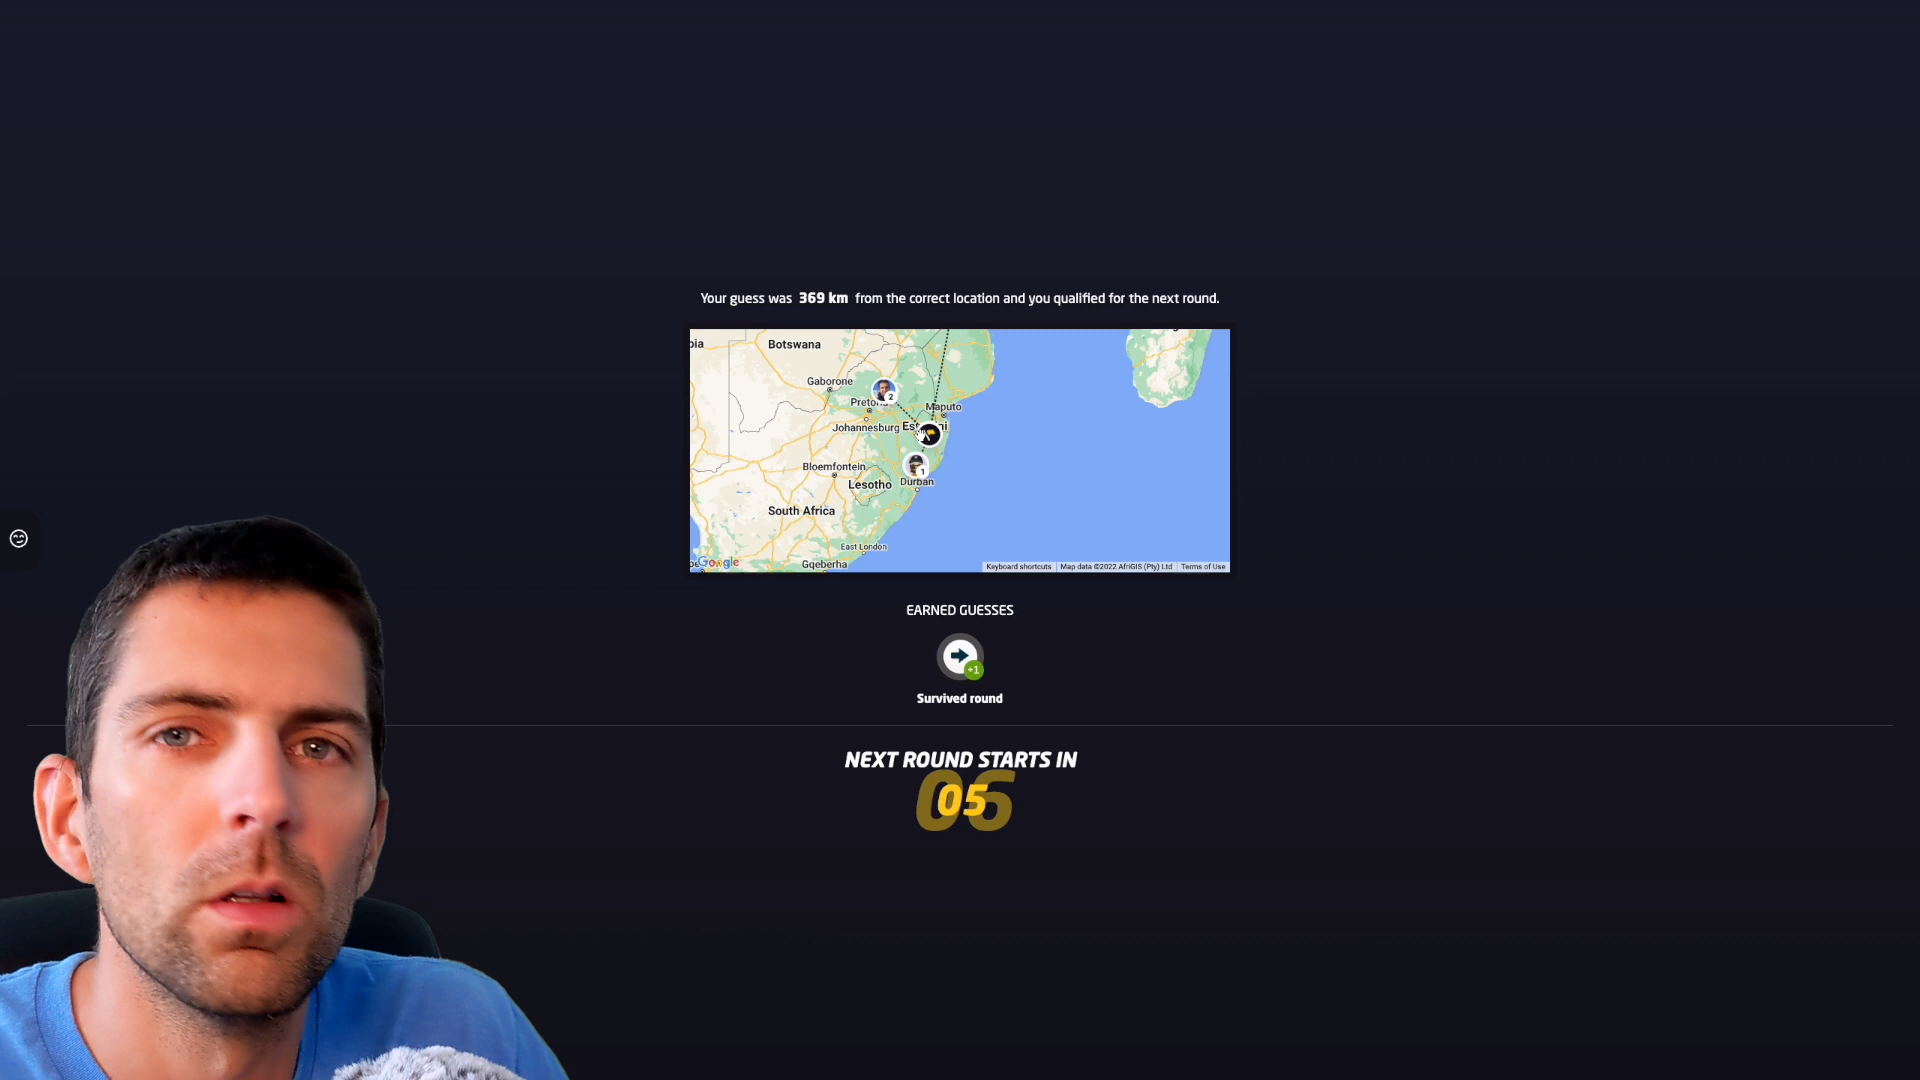 Your guess was 369 km from the correct location and you qualified for the next round.
Botswana
Gaborone
Maputo
Johannesburg
Bloemfontein
Lesotho
Durban
South Africa
East London
Gqeberha
Google
Keyboard shortcuts
Map data ©2022 AfriGIS (Pty) Ltd
Terms of Use
2
1
EARNED GUESSES
+1
Survived round
NEXT ROUND STARTS IN
05